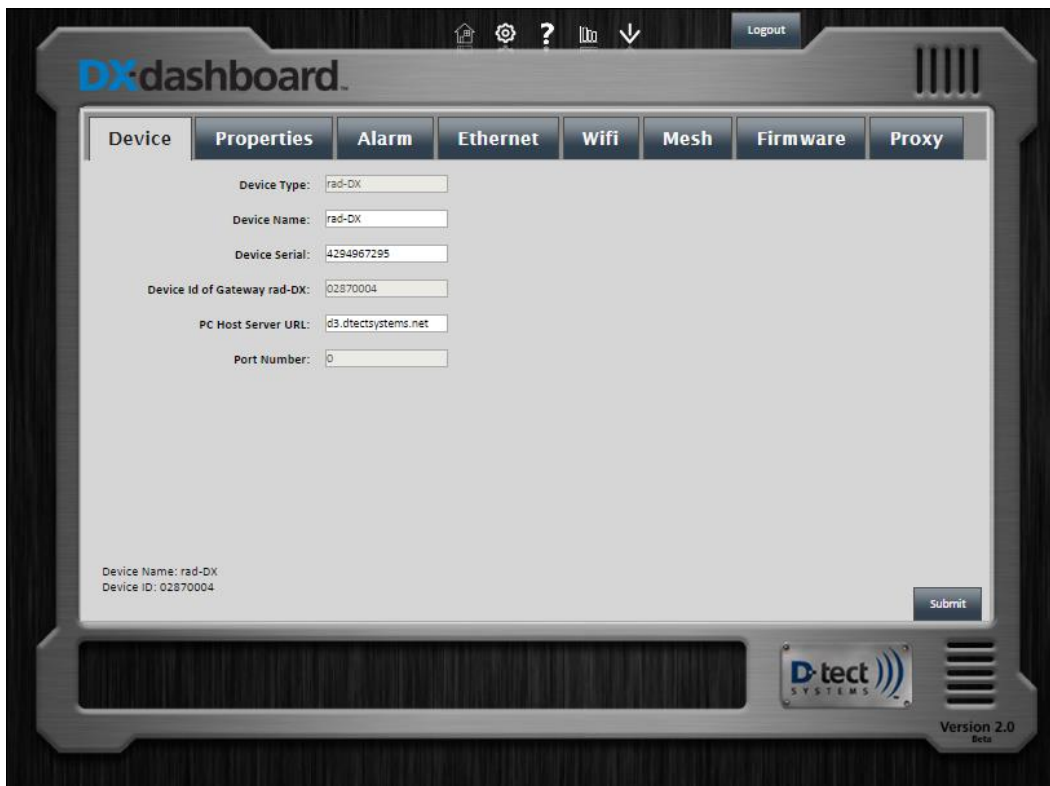 Logout
DX-dashboard™
Device Properties Alarm Ethernet Wifi Mesh Firmware Proxy
Device Type: rad-DX
Device Name: rad-DX
Device Serial: 4294967295
Device Id of Gateway rad-DX: 02870004
PC Host Server URL: d3.dtectsystems.net
Port Number: 0
Device Name: rad-DX
Device ID: 02870004
Submit
D·tect
SYSTEMS
Version 2.0
Beta